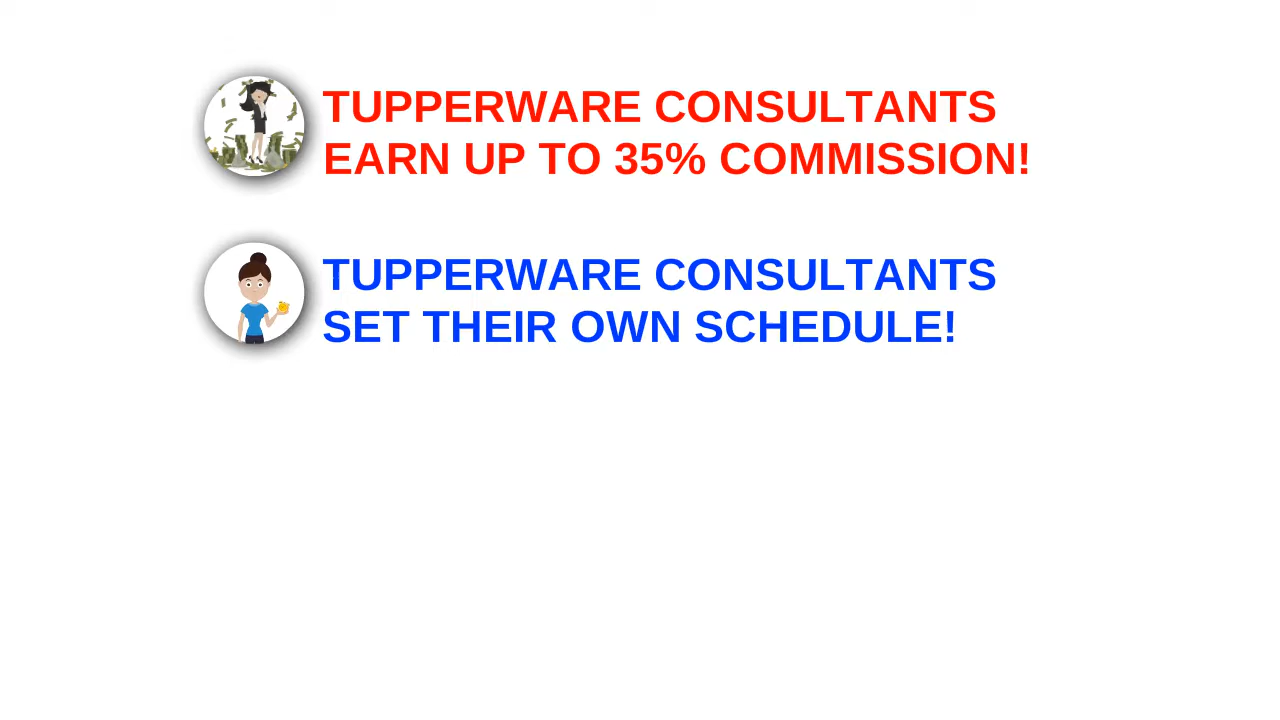 TUPPERWARE CONSULTANTS
EARN UP TO 35% COMMISSION!
TUPPERWARE CONSULTANTS
SET THEIR OWN SCHEDULE!